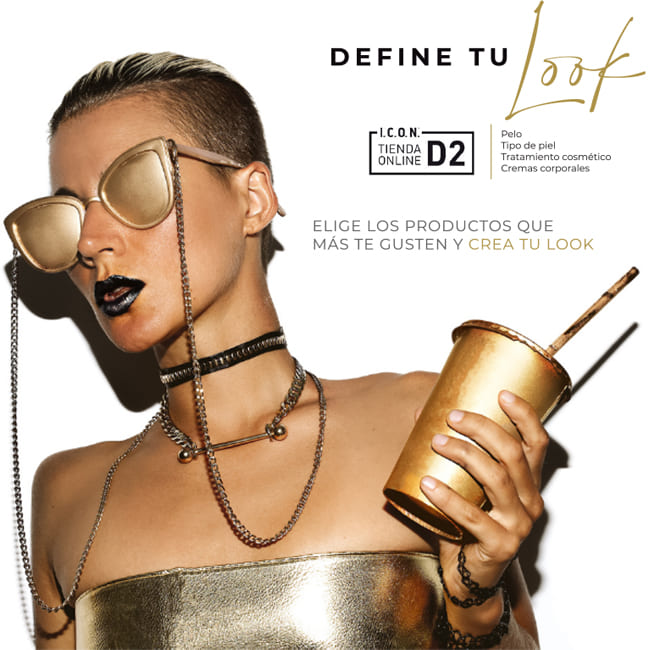 DEFINE TU Look
I.C.O.N.
TIENDA
ONLINE D2
Pelo
Tipo de piel
Tratamiento cosmético
Cremas corporales
ELIGE LOS PRODUCTOS QUE
MÁS TE GUSTEN Y CREA TU LOOK